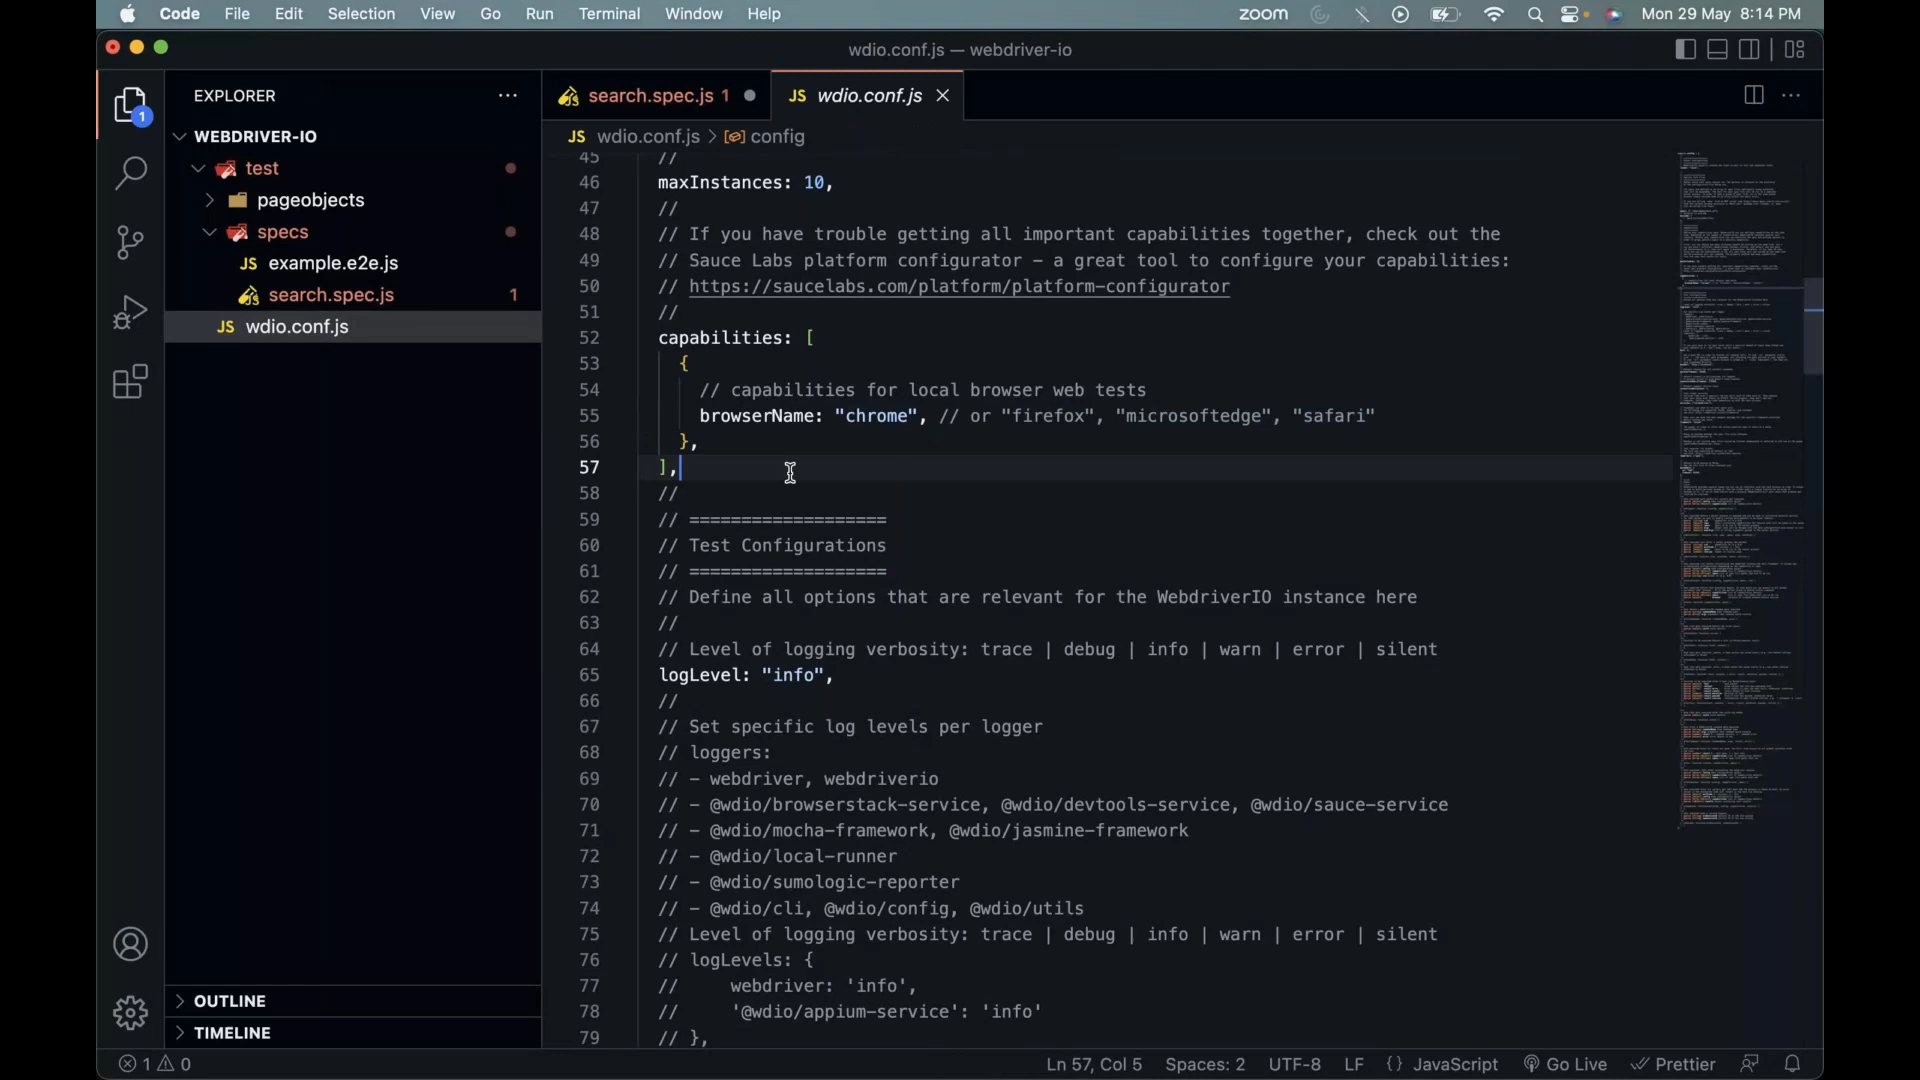 Code File Edit Selection View Go Run Terminal Window Help zoom Mon 29 May 8:14 PM
wdio.conf.js — webdriver-io
EXPLORER
search.spec.js 1
JS wdio.conf.js
WEBDRIVER-IO
JS wdio.conf.js > config
test
pageobjects
specs
JS example.e2e.js
search.spec.js 1
JS wdio.conf.js
1
45 //
46 maxInstances: 10,
47 //
48 // If you have trouble getting all important capabilities together, check out the
49 // Sauce Labs platform configurator – a great tool to configure your capabilities:
50 // https://saucelabs.com/platform/platform-configurator
51 //
52 capabilities: [
53 {
54 // capabilities for local browser web tests
55 browserName: "chrome", // or "firefox", "microsoftedge", "safari"
56 },
57 ],
58 //
59 // ===================
60 // Test Configurations
61 // ===================
62 // Define all options that are relevant for the WebdriverIO instance here
63 //
64 // Level of logging verbosity: trace | debug | info | warn | error | silent
65 logLevel: "info",
66 //
67 // Set specific log levels per logger
68 // loggers:
69 // - webdriver, webdriverio
70 // - @wdio/browserstack-service, @wdio/devtools-service, @wdio/sauce-service
71 // - @wdio/mocha-framework, @wdio/jasmine-framework
72 // - @wdio/local-runner
73 // - @wdio/sumologic-reporter
74 // - @wdio/cli, @wdio/config, @wdio/utils
75 // Level of logging verbosity: trace | debug | info | warn | error | silent
76 // logLevels: {
77 // webdriver: 'info',
78 // '@wdio/appium-service': 'info'
79 // },
OUTLINE
TIMELINE
1 0 Ln 57, Col 5 Spaces: 2 UTF-8 LF {} JavaScript Go Live Prettier